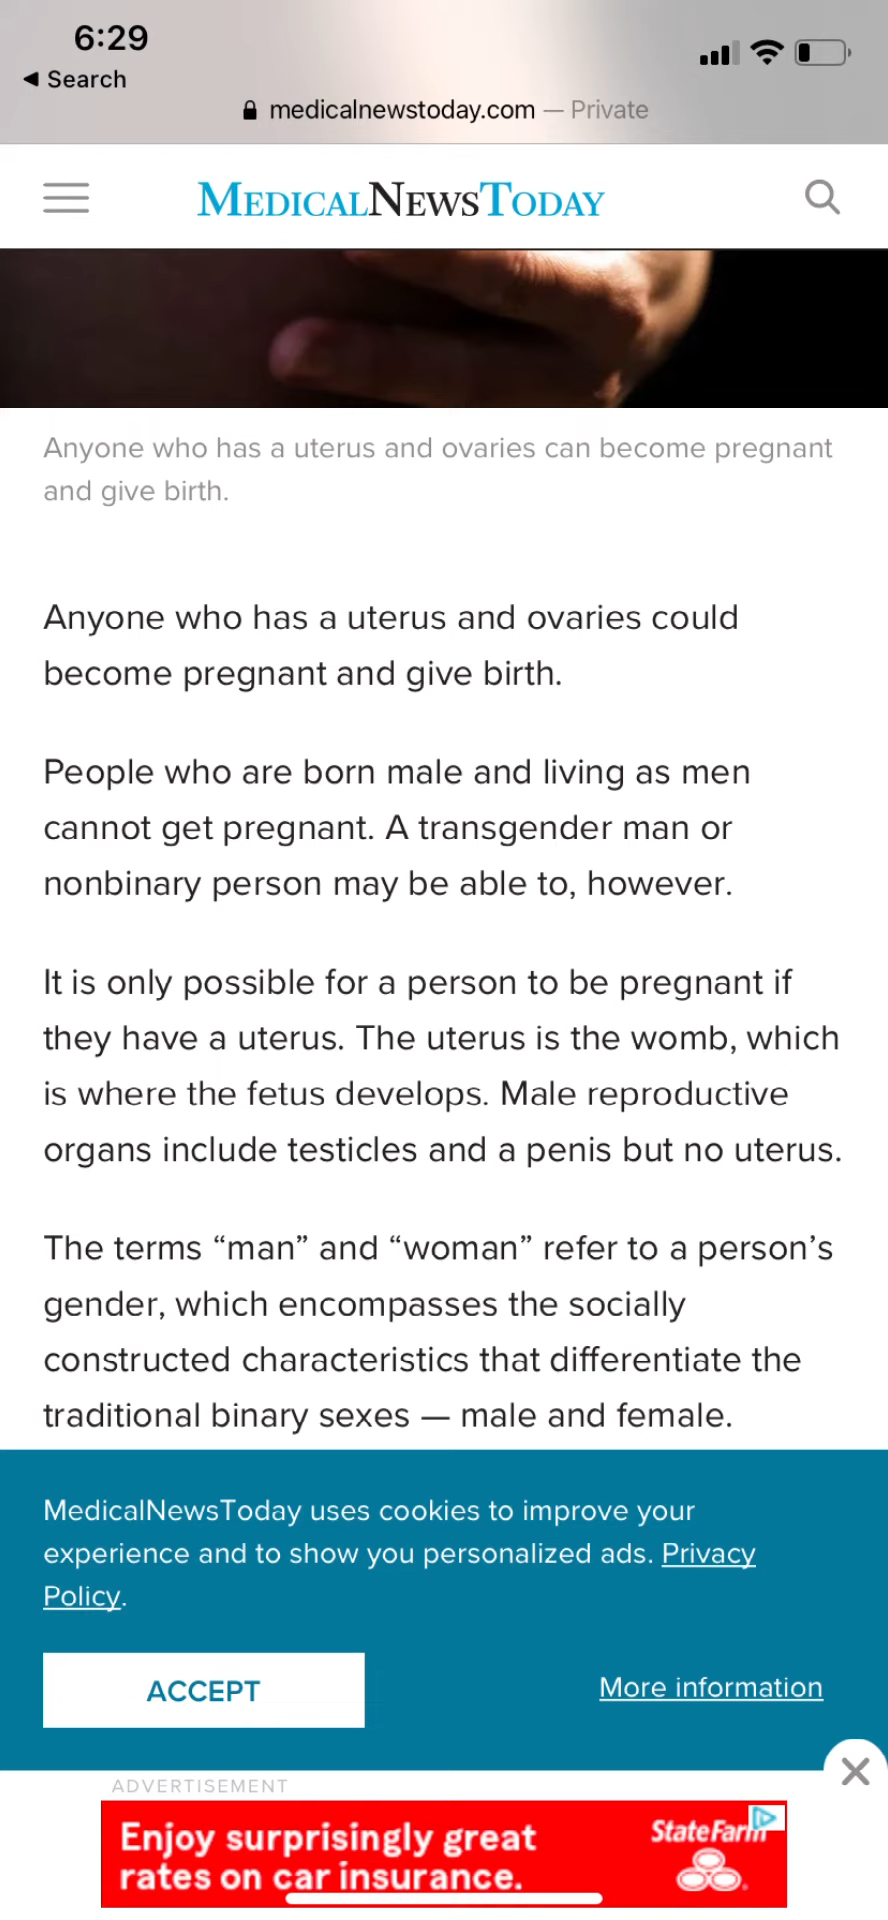 6:29
◀ Search
medicalnewstoday.com — Private
MEDICALNEWSTODAY
Anyone who has a uterus and ovaries can become pregnant
and give birth.
Anyone who has a uterus and ovaries could
become pregnant and give birth.
People who are born male and living as men
cannot get pregnant. A transgender man or
nonbinary person may be able to, however.
It is only possible for a person to be pregnant if
they have a uterus. The uterus is the womb, which
is where the fetus develops. Male reproductive
organs include testicles and a penis but no uterus.
The terms “man” and “woman” refer to a person’s
gender, which encompasses the socially
constructed characteristics that differentiate the
traditional binary sexes — male and female.
MedicalNewsToday uses cookies to improve your
experience and to show you personalized ads. Privacy
Policy.
ACCEPT
More information
ADVERTISEMENT
Enjoy surprisingly great
rates on car insurance.
StateFarm